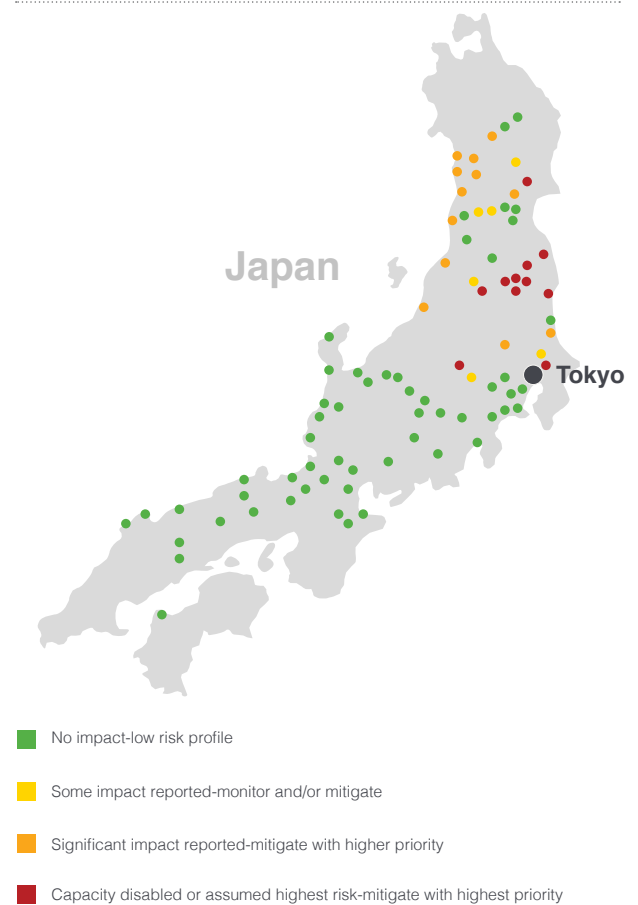 Japan
Tokyo
No impact-low risk profile
Some impact reported-monitor and/or mitigate
Significant impact reported-mitigate with higher priority
Capacity disabled or assumed highest risk-mitigate with highest priority